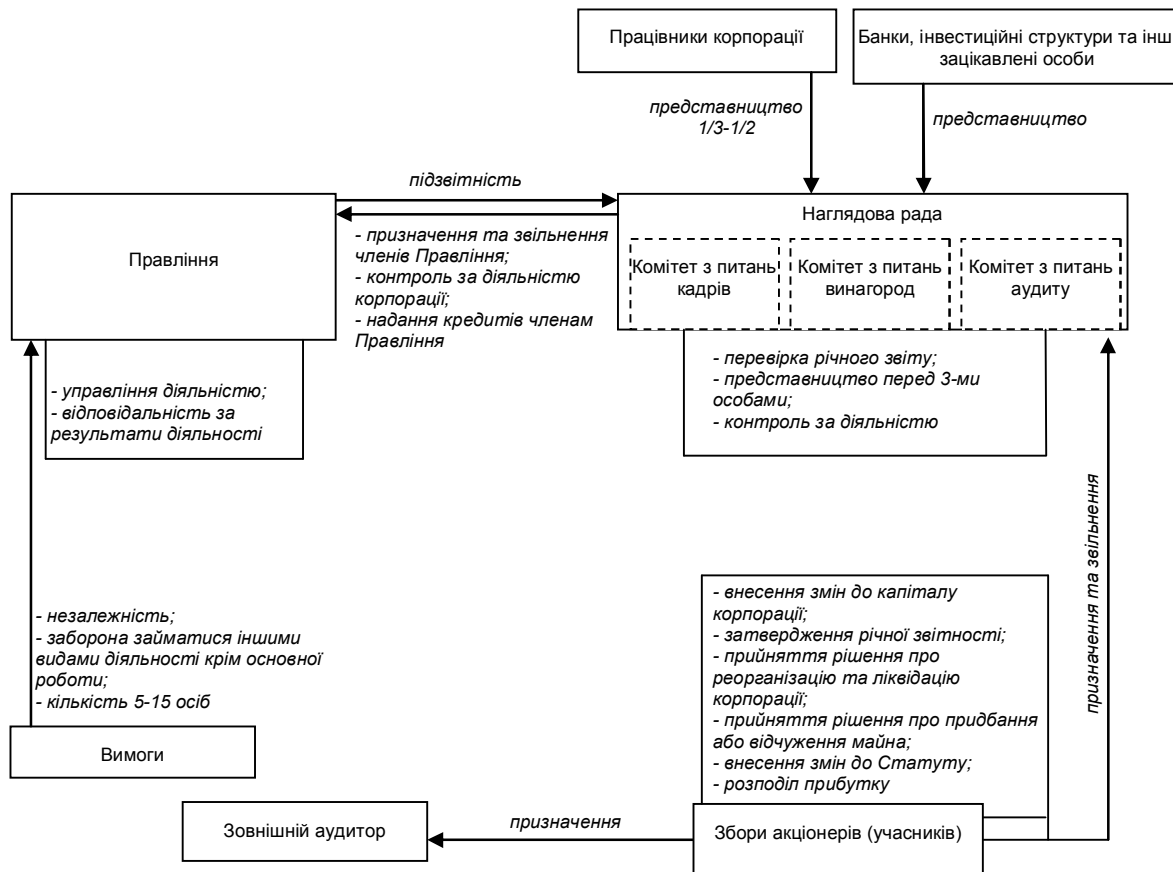 Працівники корпорації
Банки, інвестиційні структури та інш
зацікавлені особи
представництво
1/3-1/2
представництво
підзвітність
Правління
- призначення та звільнення
членів Правління;
- контроль за діяльністю
корпорації;
- надання кредитів членам
Правління
Наглядова рада
Комітет з питань
кадрів
Комітет з питань
винагород
Комітет з питань
аудиту
- управління діяльністю;
- відповідальність за
результати діяльності
- перевірка річного звіту;
- представництво перед 3-ми
особами;
- контроль за діяльністю
призначення та звільнення
- незалежність;
- заборона займатися іншими
видами діяльності крім основної
роботи;
- кількість 5-15 осіб
Вимоги
- внесення змін до капіталу
корпорації;
- затвердження річної звітності;
- прийняття рішення про
реорганізацію та ліквідацію
корпорації;
- прийняття рішення про придбання
або відчуження майна;
- внесення змін до Статуту;
- розподіл прибутку
Зовнішній аудитор
призначення
Збори акціонерів (учасників)